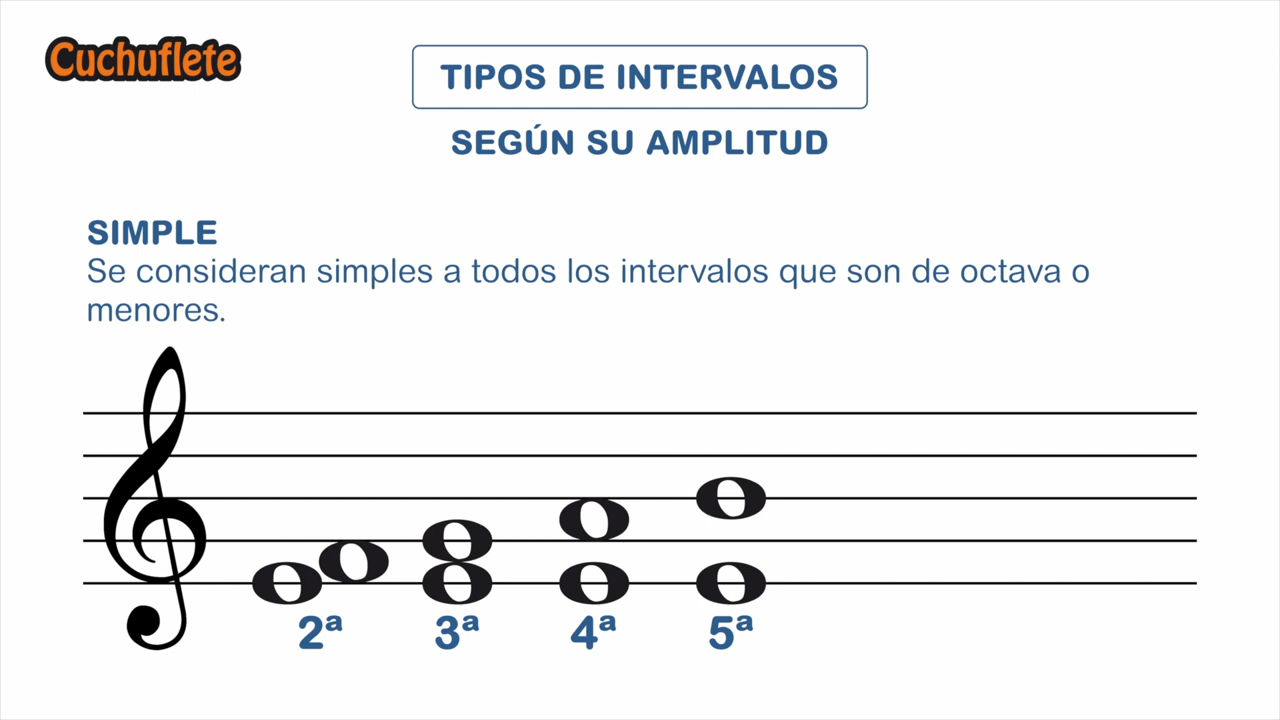 Cuchuflete
TIPOS DE INTERVALOS
SEGÚN SU AMPLITUD
SIMPLE
Se consideran simples a todos los intervalos que son de octava o
menores.
2ª 3ª 4ª 5ª